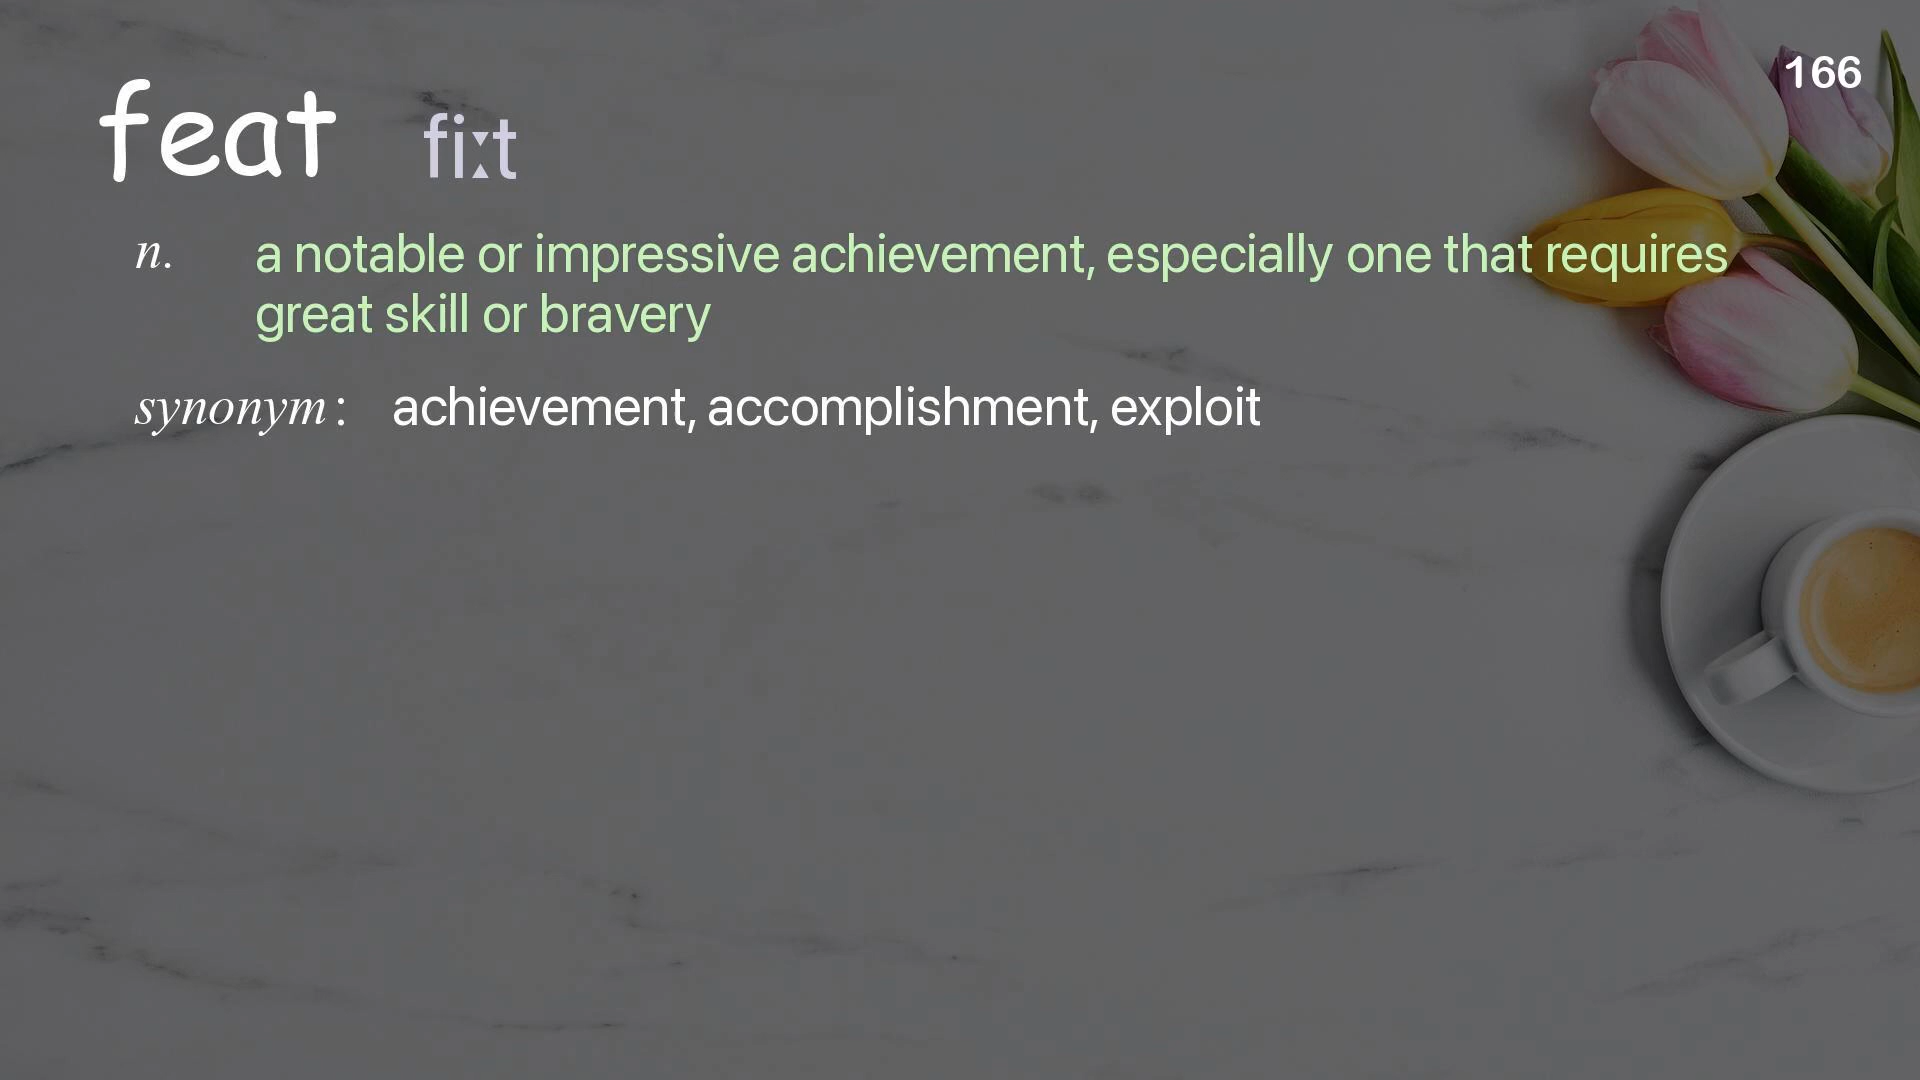 166
feat fiːt
n. a notable or impressive achievement, especially one that requires
great skill or bravery
synonym : achievement, accomplishment, exploit